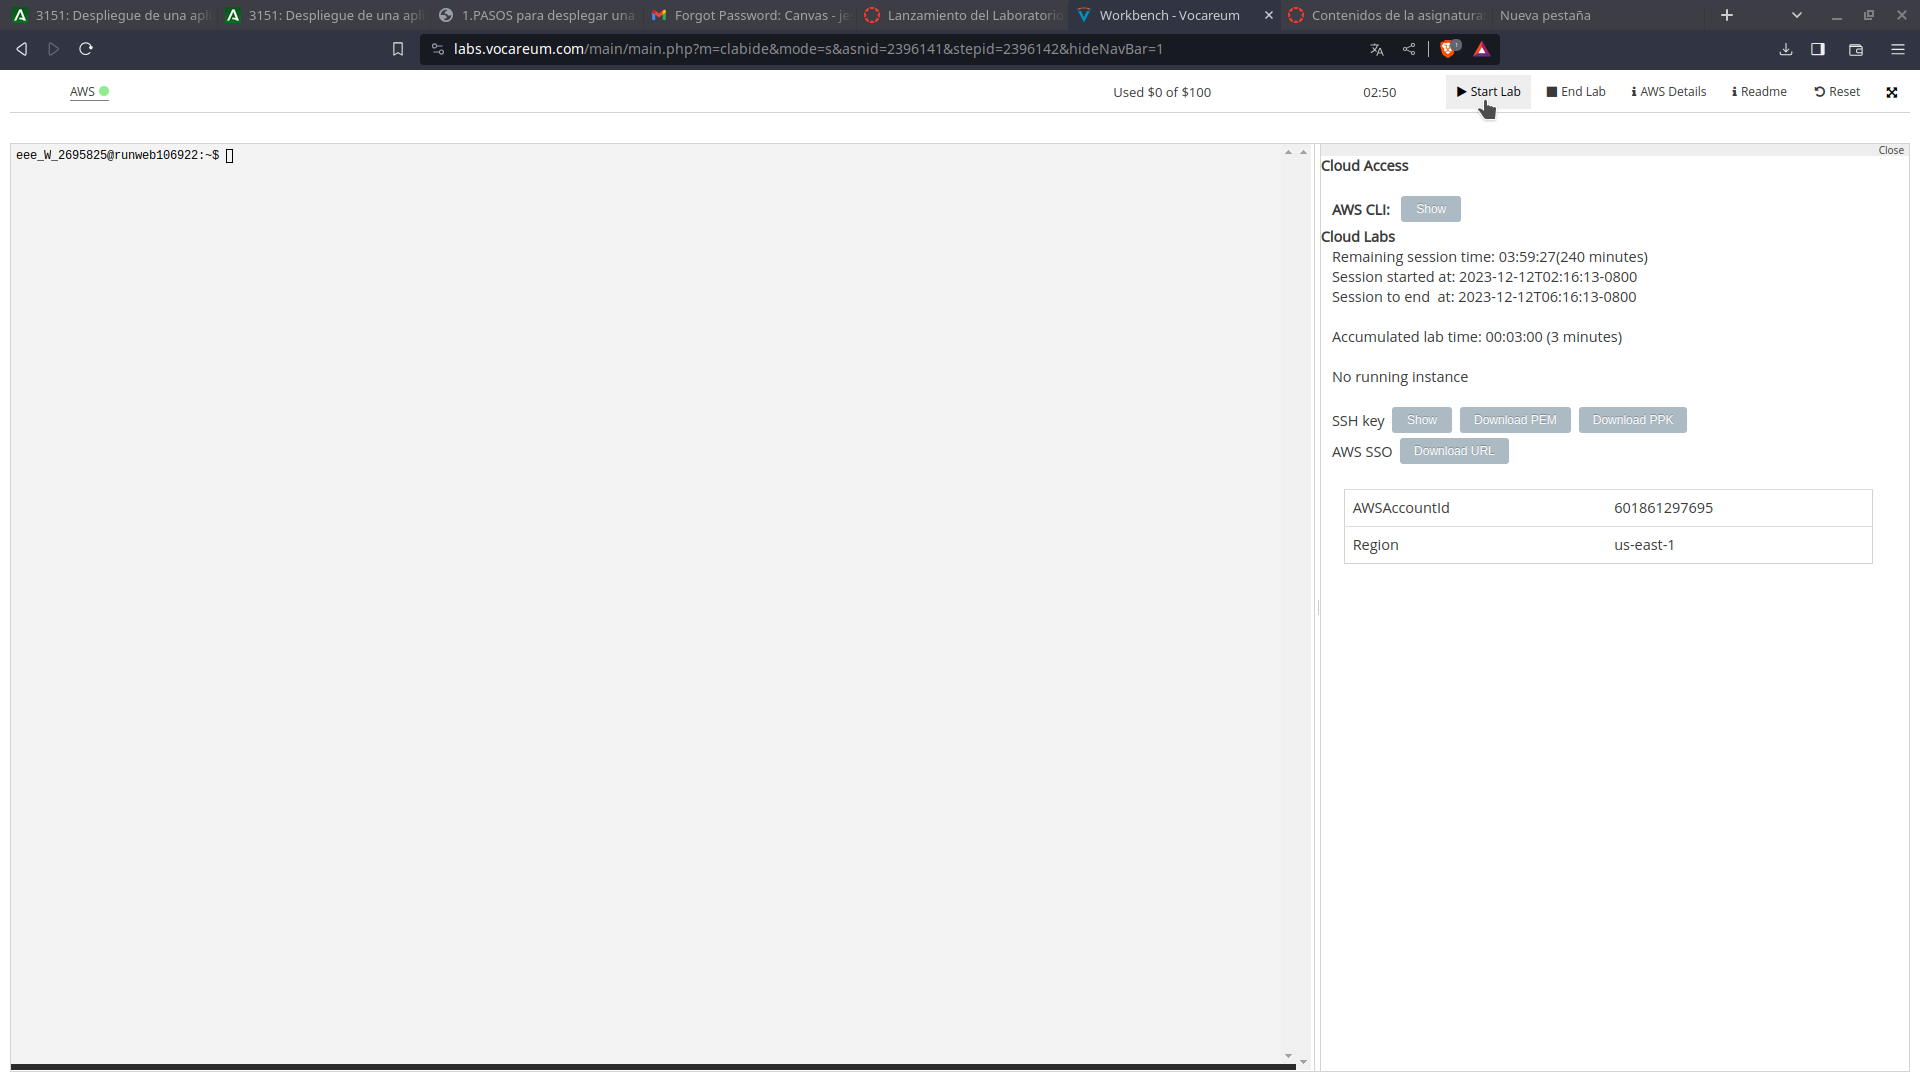 3151: Despliegue de una apli
3151: Despliegue de una apli
1.PASOS para desplegar una
Forgot Password: Canvas - je
Lanzamiento del Laboratorio
Workbench - Vocareum
Contenidos de la asignatura:
Nueva pestaña
labs.vocareum.com/main/main.php?m=clabide&mode=s&asnid=2396141&stepid=2396142&hideNavBar=1
1
AWS
Used $0 of $100
02:50
Start Lab
End Lab
AWS Details
Readme
Reset
eee_W_2695825@runweb106922:~$
Close
Cloud Access
AWS CLI: Show
Cloud Labs
Remaining session time: 03:59:27(240 minutes)
Session started at: 2023-12-12T02:16:13-0800
Session to end at: 2023-12-12T06:16:13-0800
Accumulated lab time: 00:03:00 (3 minutes)
No running instance
SSH key Show Download PEM Download PPK
AWS SSO Download URL
AWSAccountId 601861297695
Region us-east-1